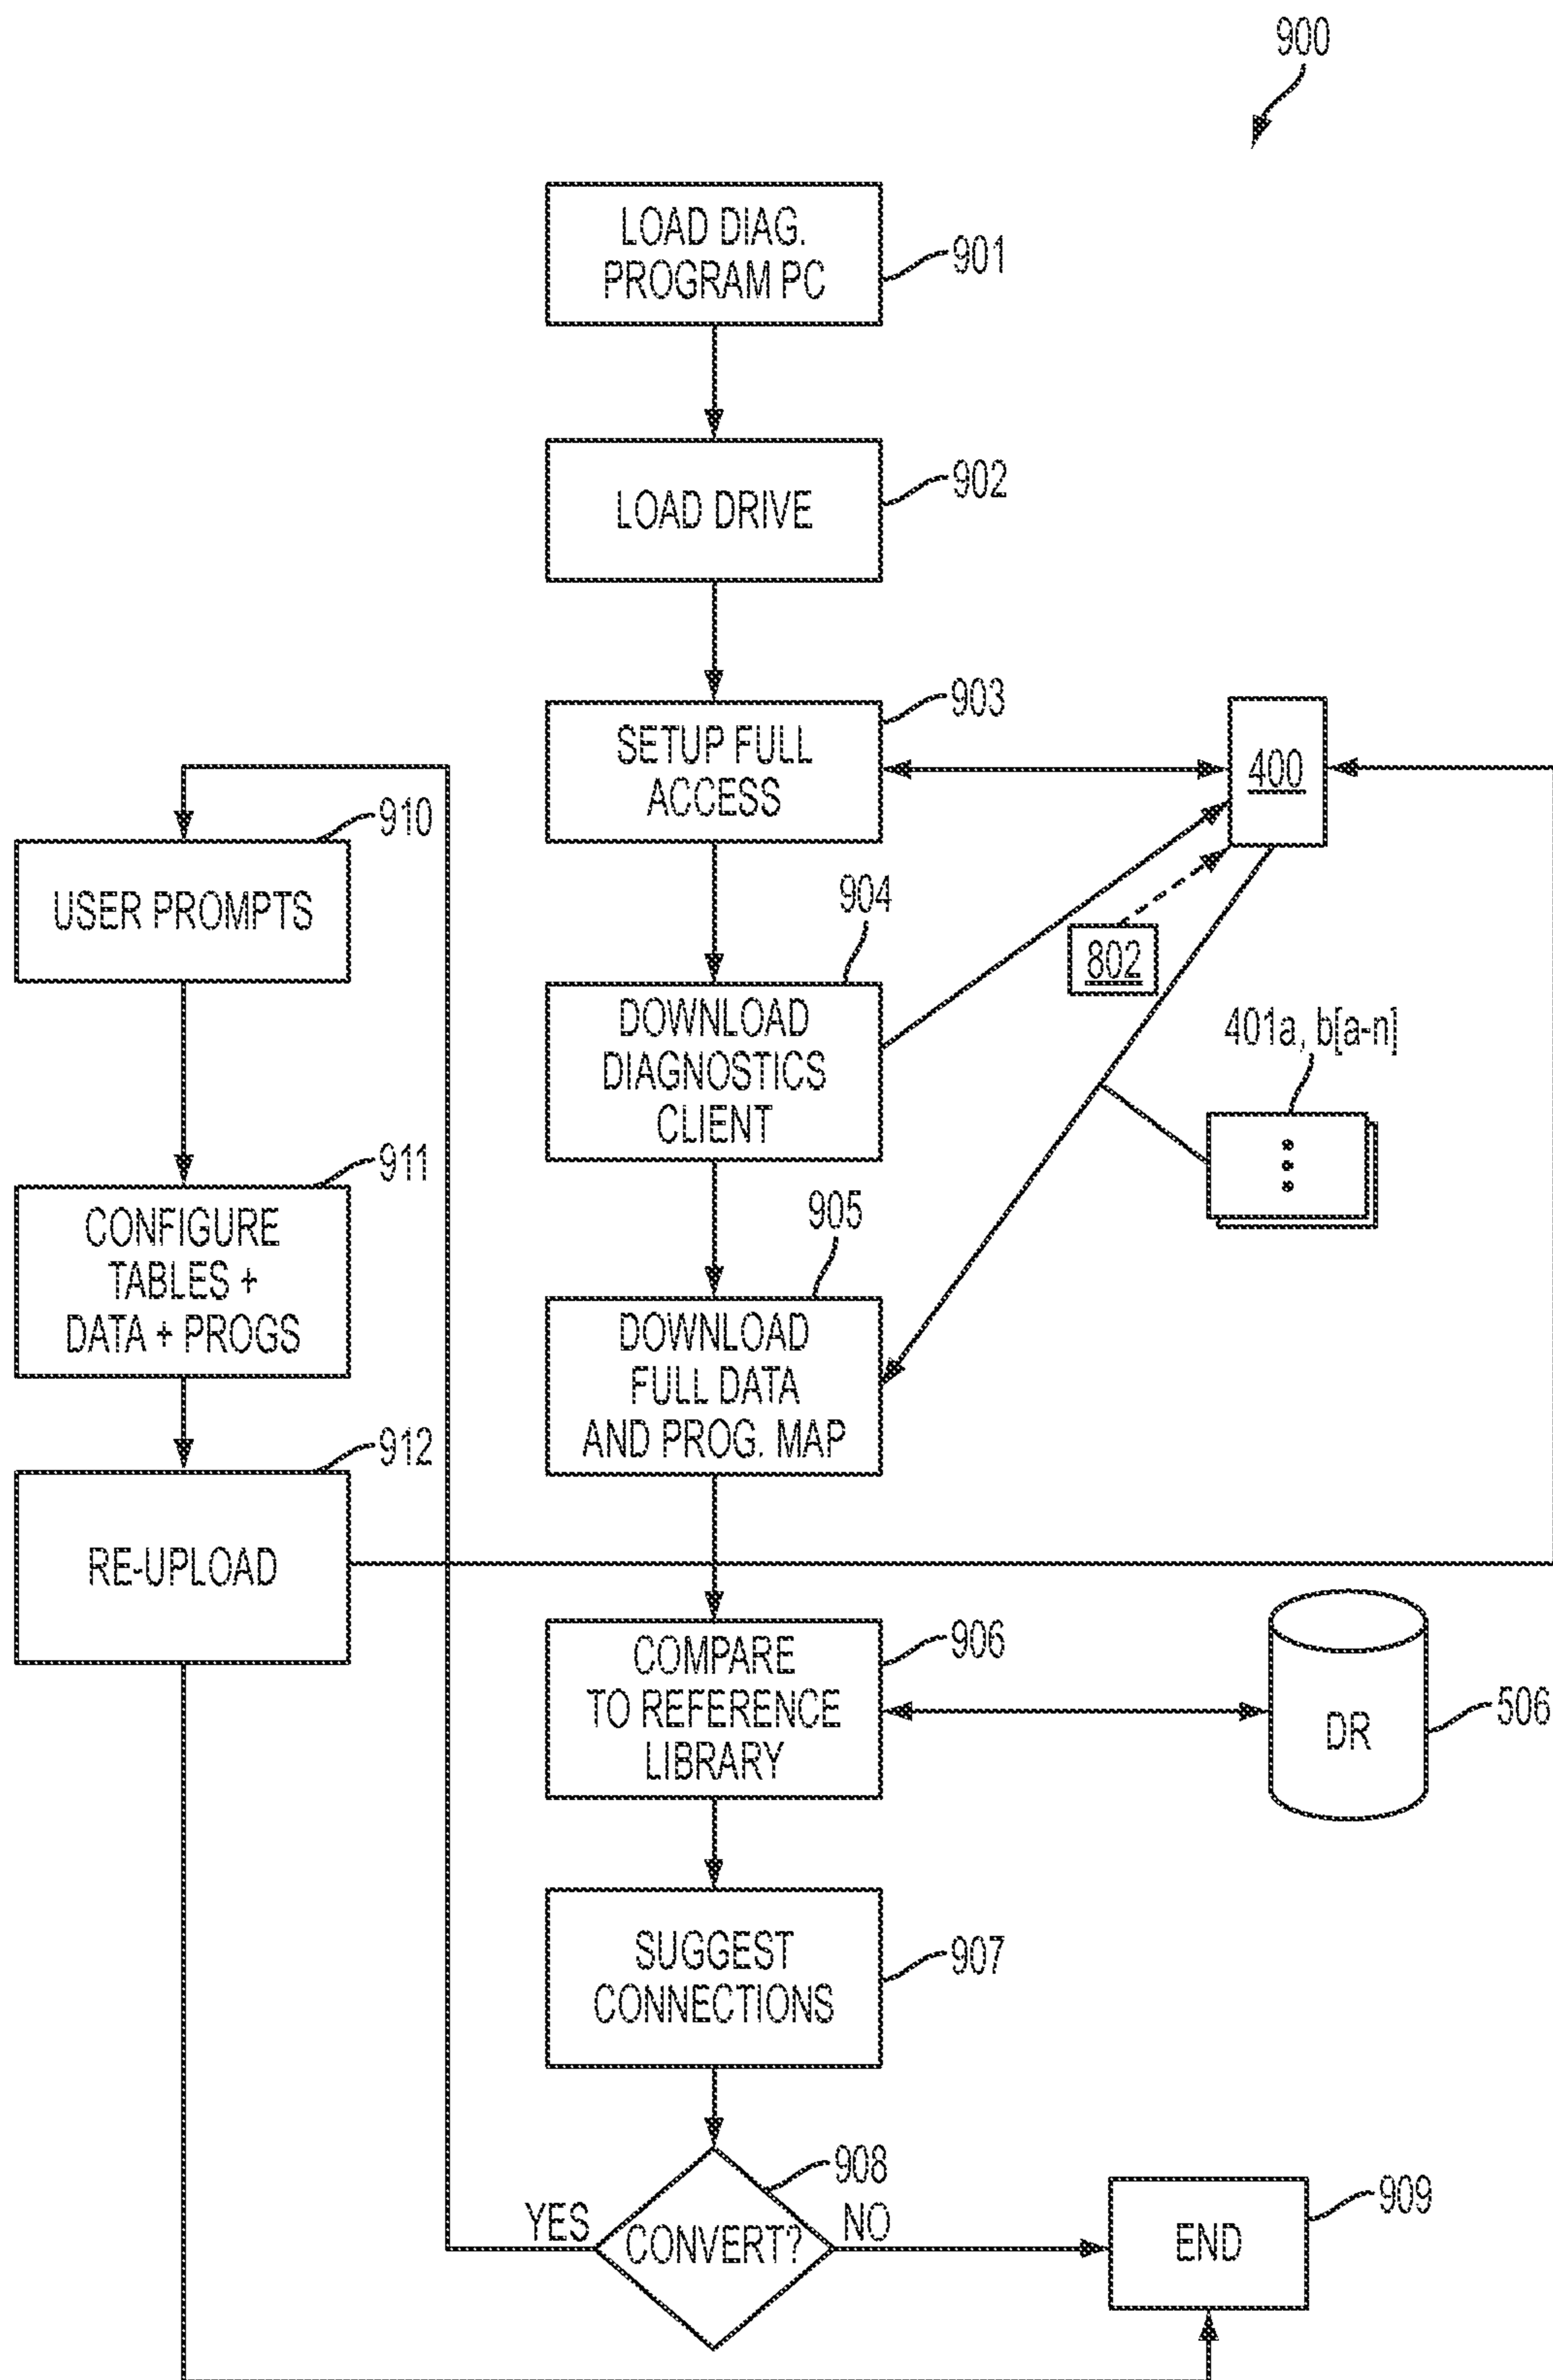 900
LOAD DIAG.
PROGRAM PC
901
LOAD DRIVE
902
SETUP FULL
ACCESS
903
400
USER PROMPTS
910
904
802
DOWNLOAD
DIAGNOSTICS
CLIENT
401a, b[a-n]
CONFIGURE
TABLES +
DATA + PROGS
911
905
DOWNLOAD
FULL DATA
AND PROG. MAP
RE-UPLOAD
912
COMPARE
TO REFERENCE
LIBRARY
906
DR
506
SUGGEST
CONNECTIONS
907
YES
CONVERT?
908
NO
END
909